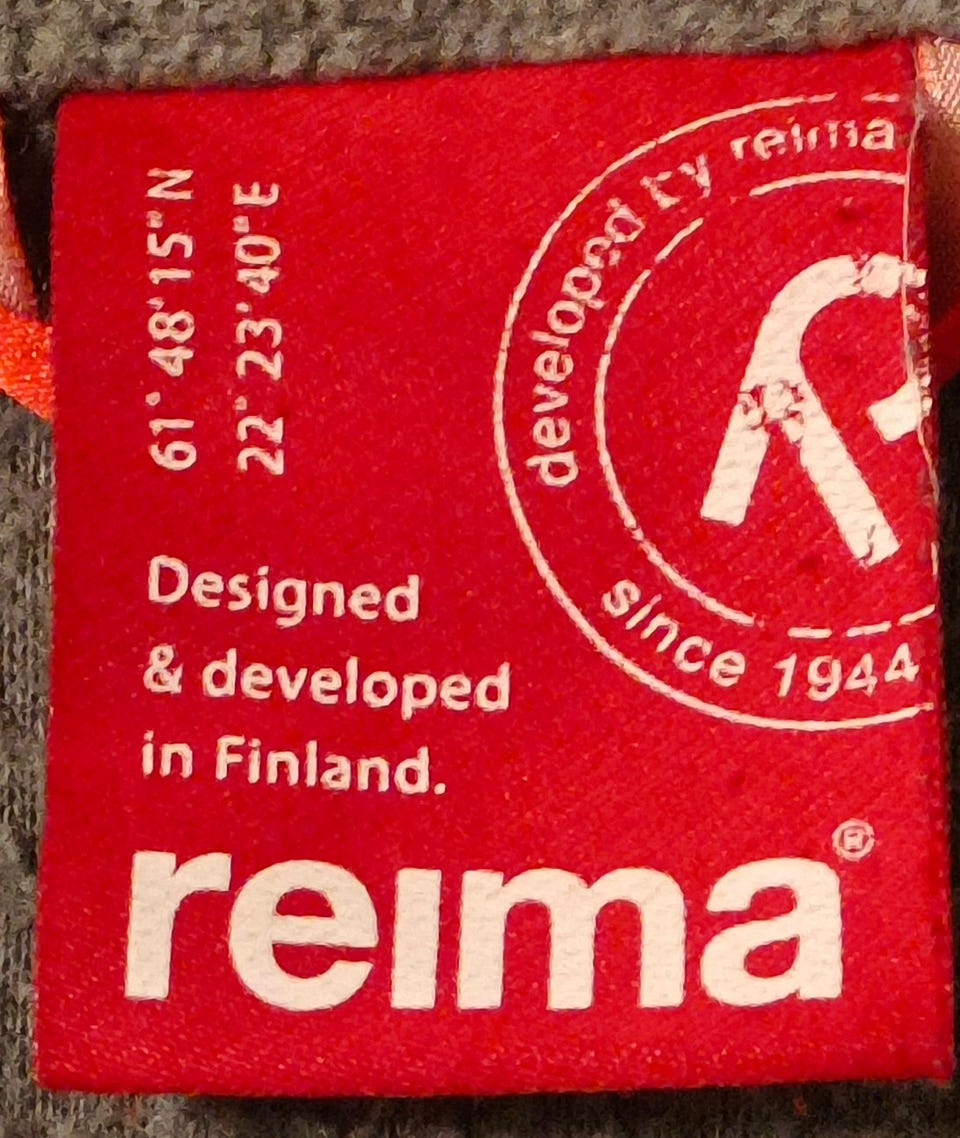 61° 48' 15" N
22° 23' 40" E
developed by reima
since 1944
Designed
& developed
in Finland.
reima®